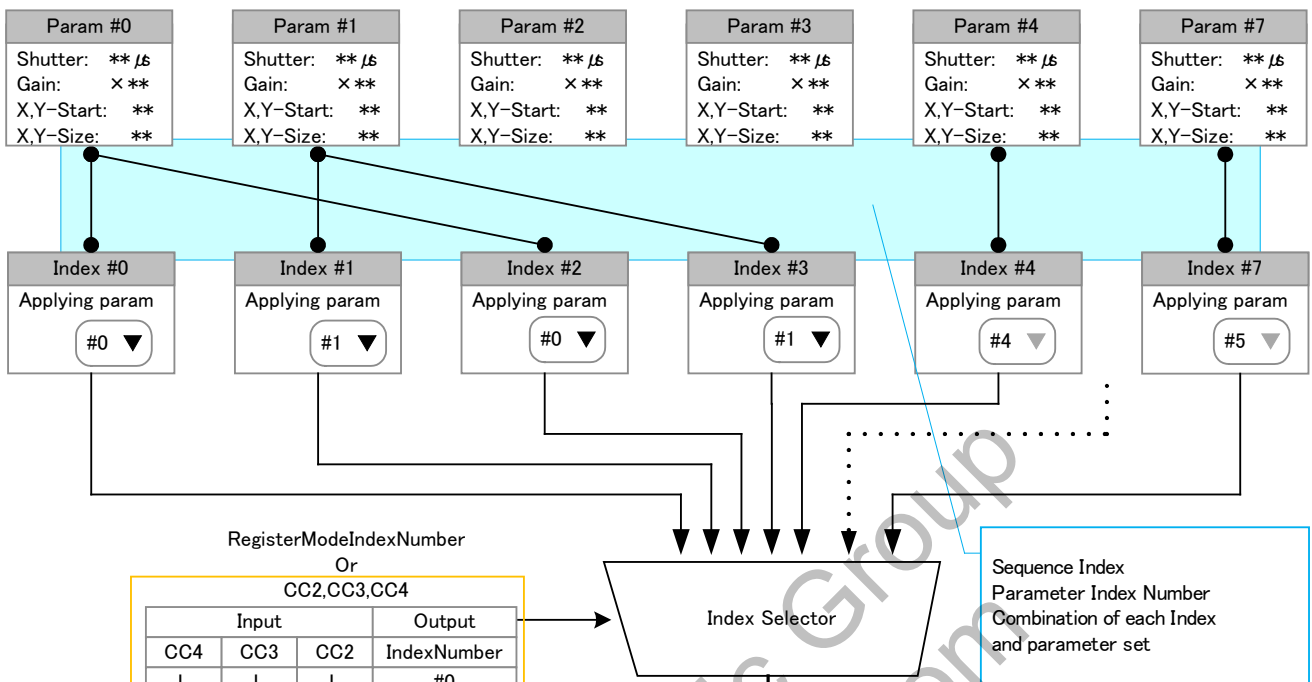 Param #0
Shutter: **μs
Gain: ×**
X,Y-Start: **
X,Y-Size: **
Param #1
Shutter: **μs
Gain: ×**
X,Y-Start: **
X,Y-Size: **
Param #2
Shutter: **μs
Gain: ×**
X,Y-Start: **
X,Y-Size: **
Param #3
Shutter: **μs
Gain: ×**
X,Y-Start: **
X,Y-Size: **
Param #4
Shutter: **μs
Gain: ×**
X,Y-Start: **
X,Y-Size: **
Param #7
Shutter: **μs
Gain: ×**
X,Y-Start: **
X,Y-Size: **
Index #0
Applying param
#0 ▼
Index #1
Applying param
#1 ▼
Index #2
Applying param
#0 ▼
Index #3
Applying param
#1 ▼
Index #4
Applying param
#4 ▼
Index #7
Applying param
#5 ▼
RegisterModeIndexNumber
Or
CC2,CC3,CC4
Input Output
CC4 CC3 CC2 IndexNumber
L L L #0
Index Selector
Sequence Index
Parameter Index Number
Combination of each Index
and parameter set
Group